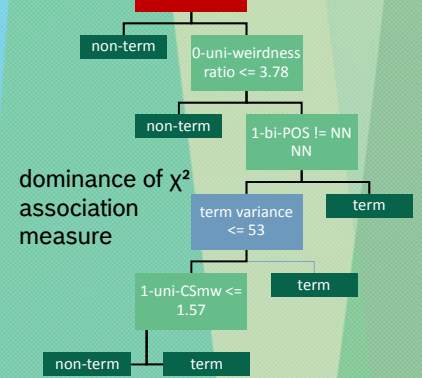 non-term
0-uni-weirdness
ratio <= 3.78
non-term
1-bi-POS != NN
NN
dominance of χ²
association
measure
term variance
<= 53
term
1-uni-CSmw <=
1.57
term
non-term
term